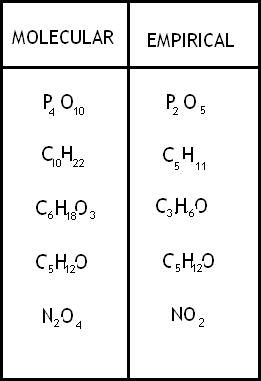 MOLECULAR EMPIRICAL
P₄O₁₀ P₂O₅
C₁₀H₂₂ C₅H₁₁
C₆H₁₈O₃ C₃H₆O
C₅H₁₂O C₅H₁₂O
N₂O₄ NO₂